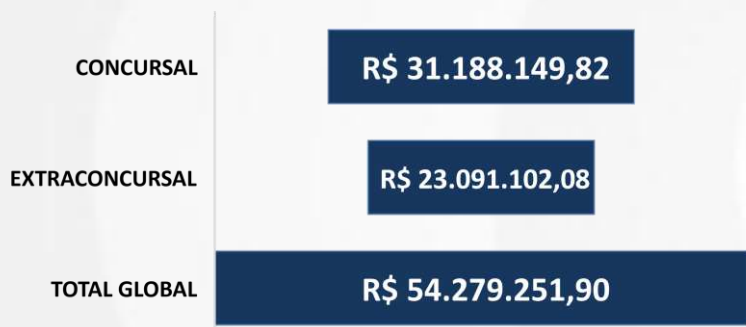 CONCURSAL R$ 31.188.149,82
EXTRACONCURSAL R$ 23.091.102,08
TOTAL GLOBAL R$ 54.279.251,90